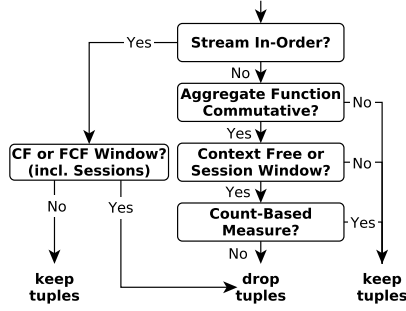 Stream In-Order?
Yes
No
Aggregate Function
Commutative?
No
Yes
CF or FCF Window?
(incl. Sessions)
Context Free or
Session Window?
No
No
Yes
Yes
Count-Based
Measure?
Yes
No
keep
tuples
drop
tuples
keep
tuples